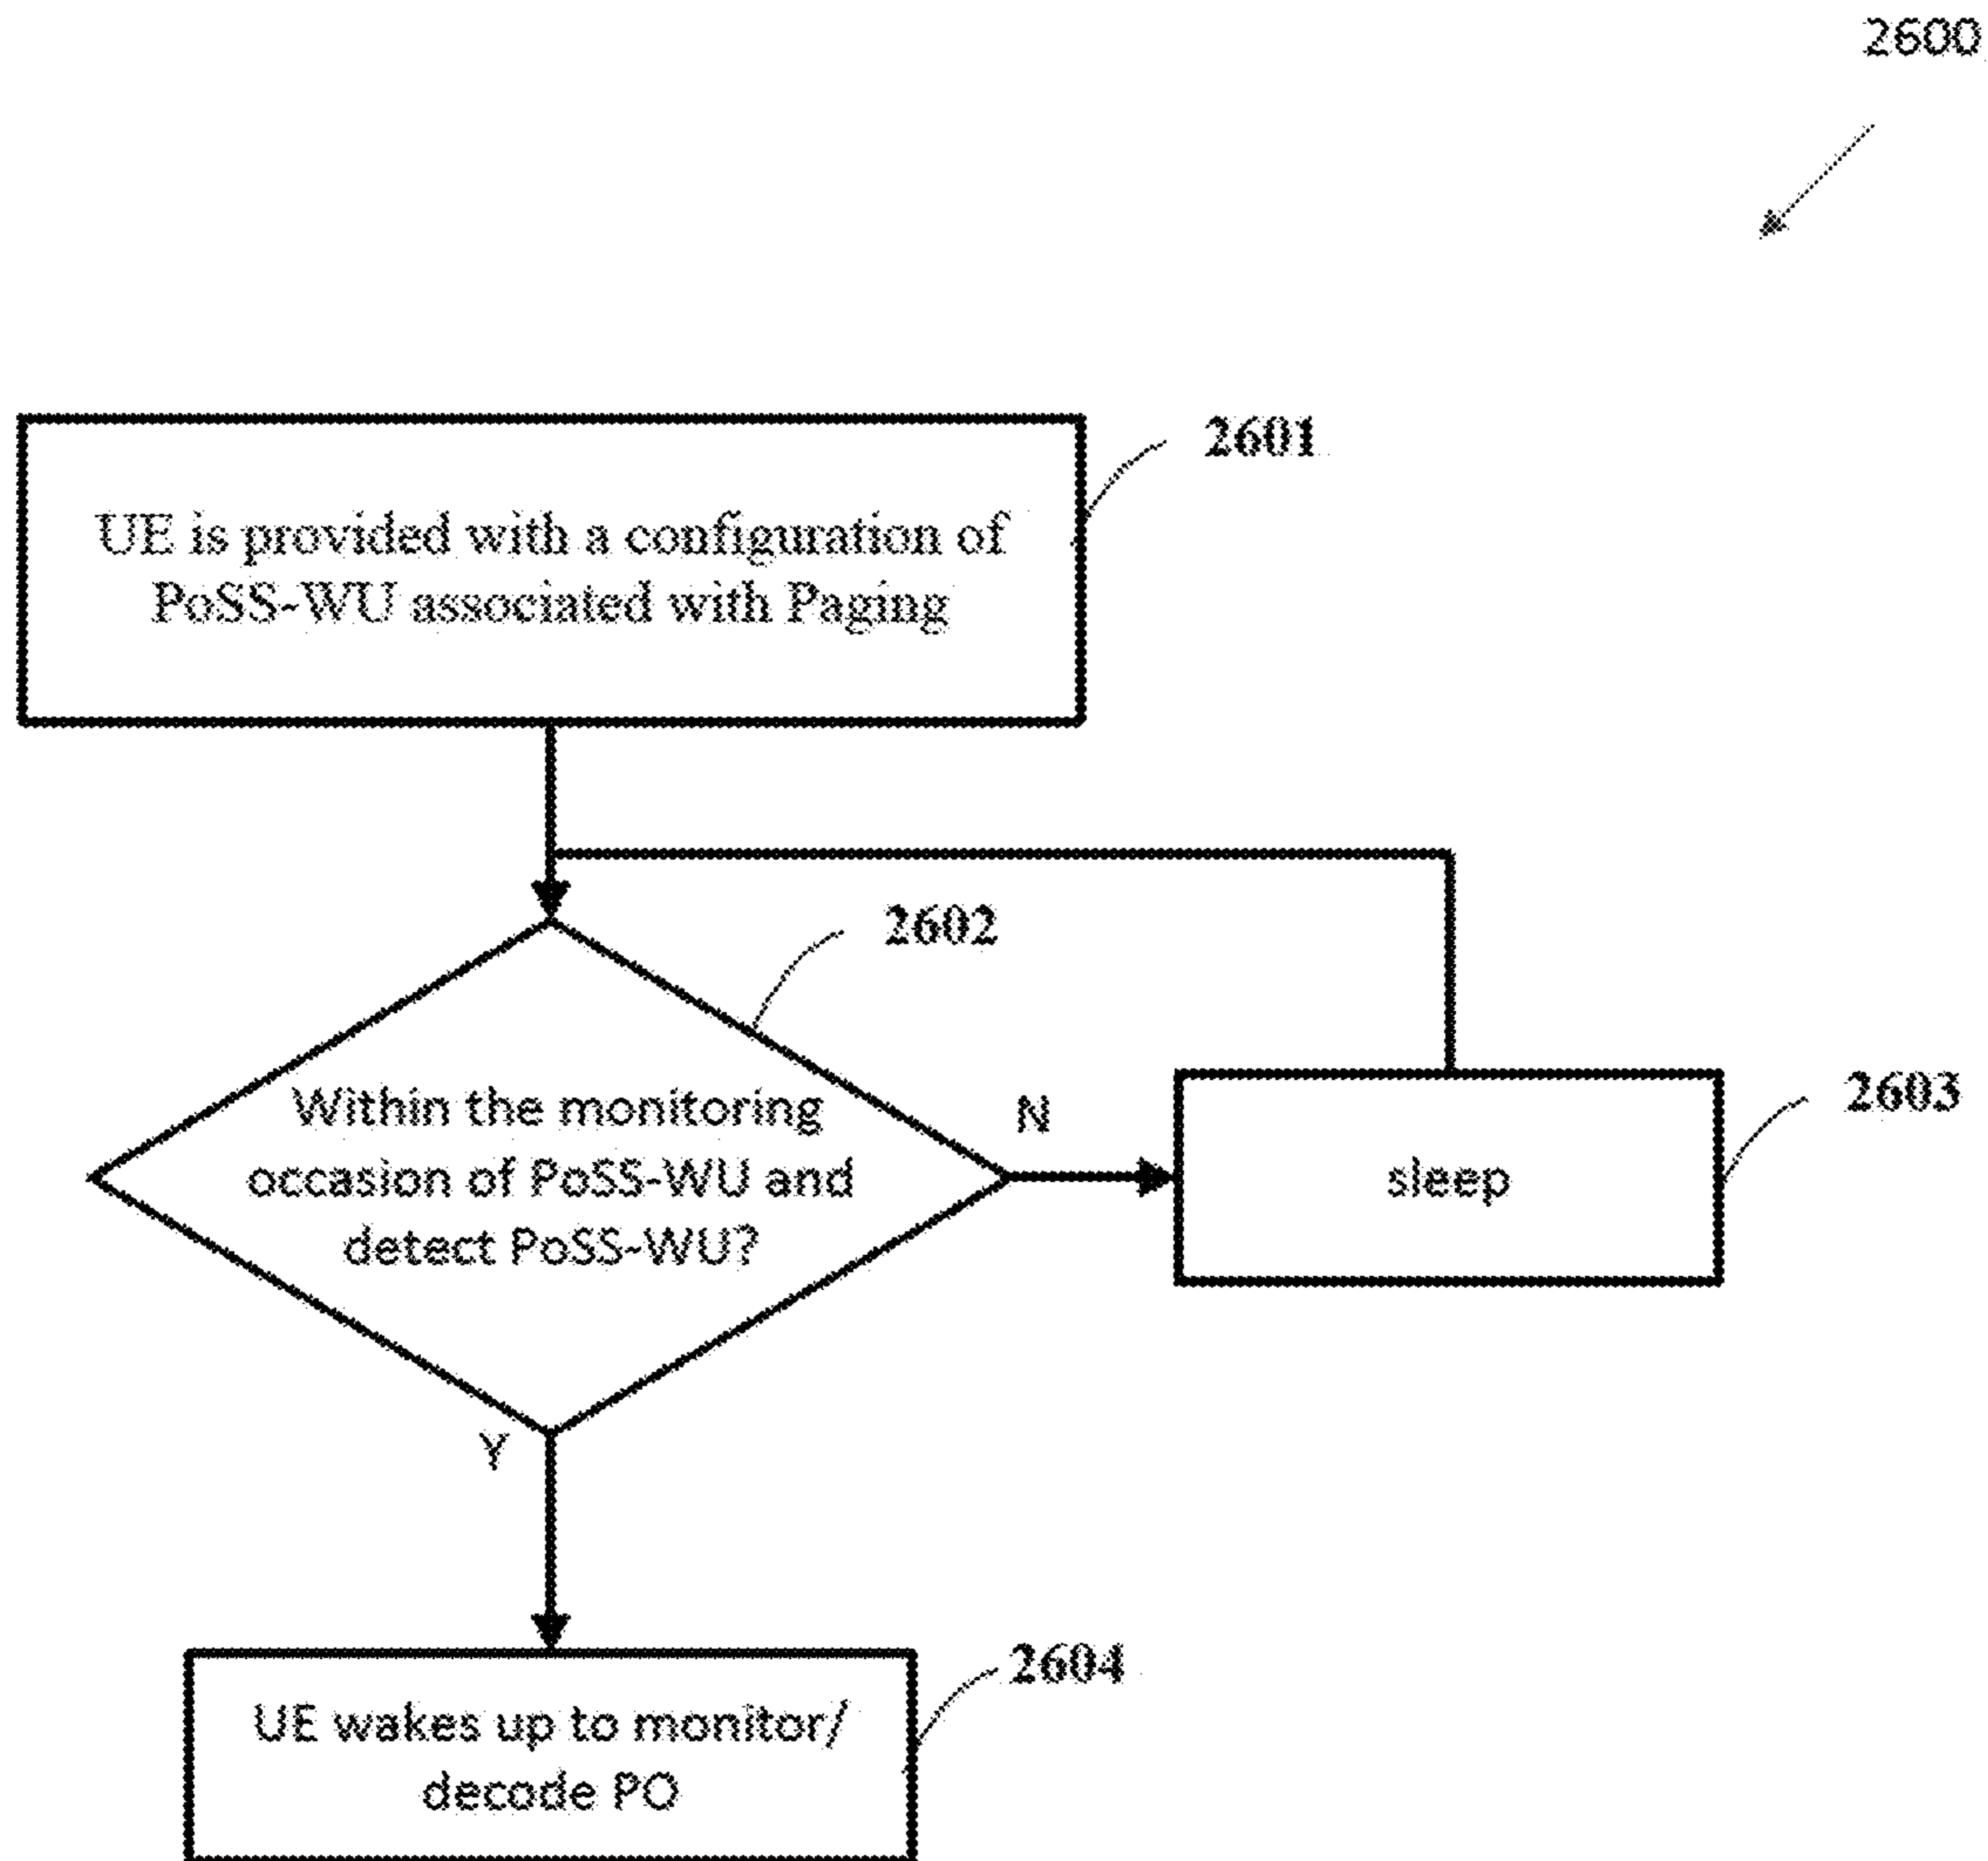 2600
2601
UE is provided with a configuration of
PoSS-WU associated with Paging
2602
Within the monitoring
occasion of PoSS-WU and
detect PoSS-WU?
N
2603
sleep
Y
2604
UE wakes up to monitor/
decode PO